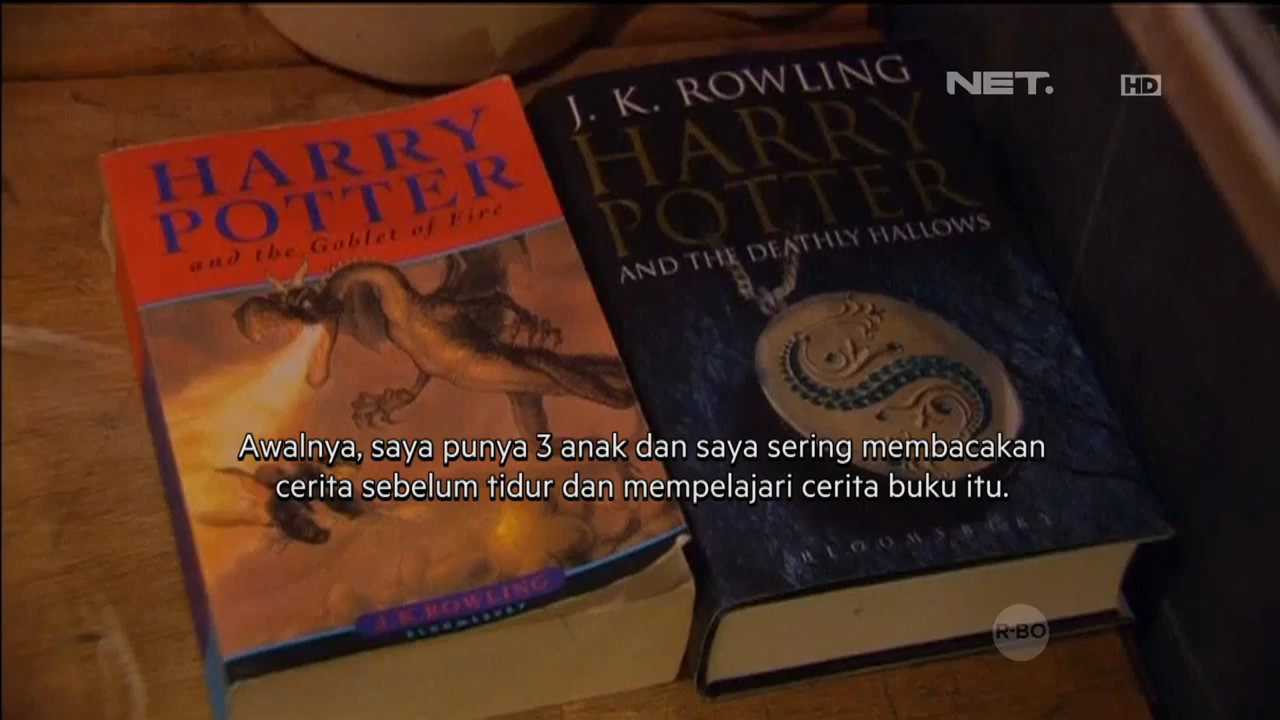 NET.
HD
HARRY
POTTER
and the Goblet of Fire
J.K. ROWLING
BLOOMSBURY
J. K. ROWLING
HARRY
POTTER
AND THE DEATHLY HALLOWS
BLOOMSBURY
Awalnya, saya punya 3 anak dan saya sering membacakan
cerita sebelum tidur dan mempelajari cerita buku itu.
R-BO